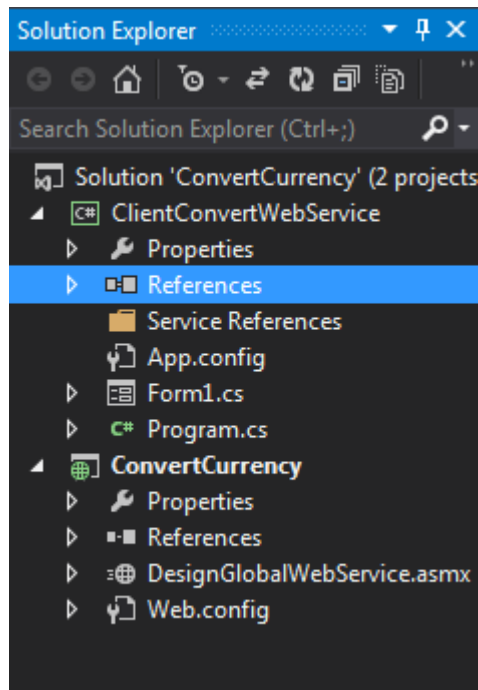 Solution Explorer
Search Solution Explorer (Ctrl+;)
Solution 'ConvertCurrency' (2 projects
C# ClientConvertWebService
Properties
References
Service References
App.config
Form1.cs
C# Program.cs
ConvertCurrency
Properties
References
DesignGlobalWebService.asmx
Web.config